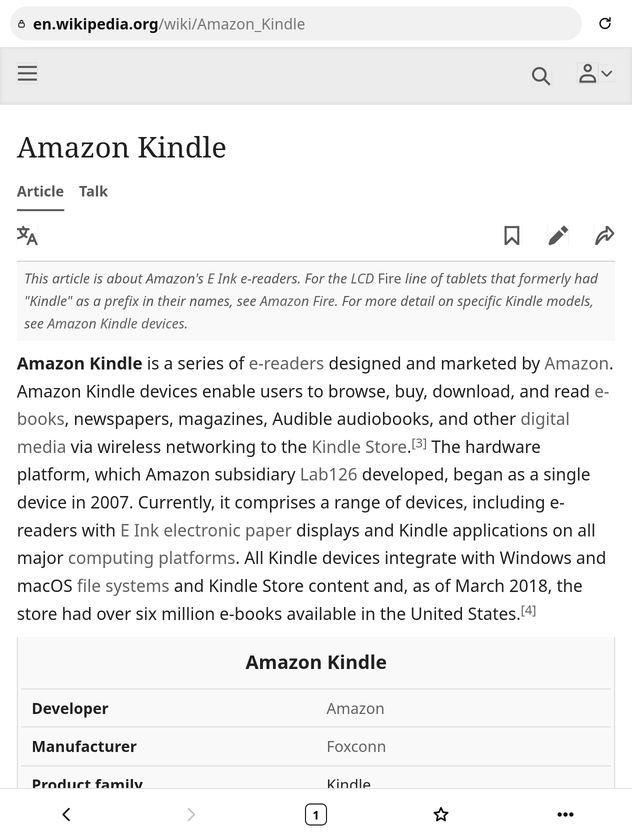 en.wikipedia.org/wiki/Amazon_Kindle
Amazon Kindle
Article Talk
This article is about Amazon's E Ink e-readers. For the LCD Fire line of tablets that formerly had
"Kindle" as a prefix in their names, see Amazon Fire. For more detail on specific Kindle models,
see Amazon Kindle devices.
Amazon Kindle is a series of e-readers designed and marketed by Amazon.
Amazon Kindle devices enable users to browse, buy, download, and read e-
books, newspapers, magazines, Audible audiobooks, and other digital
media via wireless networking to the Kindle Store.[3] The hardware
platform, which Amazon subsidiary Lab126 developed, began as a single
device in 2007. Currently, it comprises a range of devices, including e-
readers with E Ink electronic paper displays and Kindle applications on all
major computing platforms. All Kindle devices integrate with Windows and
macOS file systems and Kindle Store content and, as of March 2018, the
store had over six million e-books available in the United States.[4]
Amazon Kindle
Developer Amazon
Manufacturer Foxconn
Product family Kindle
1